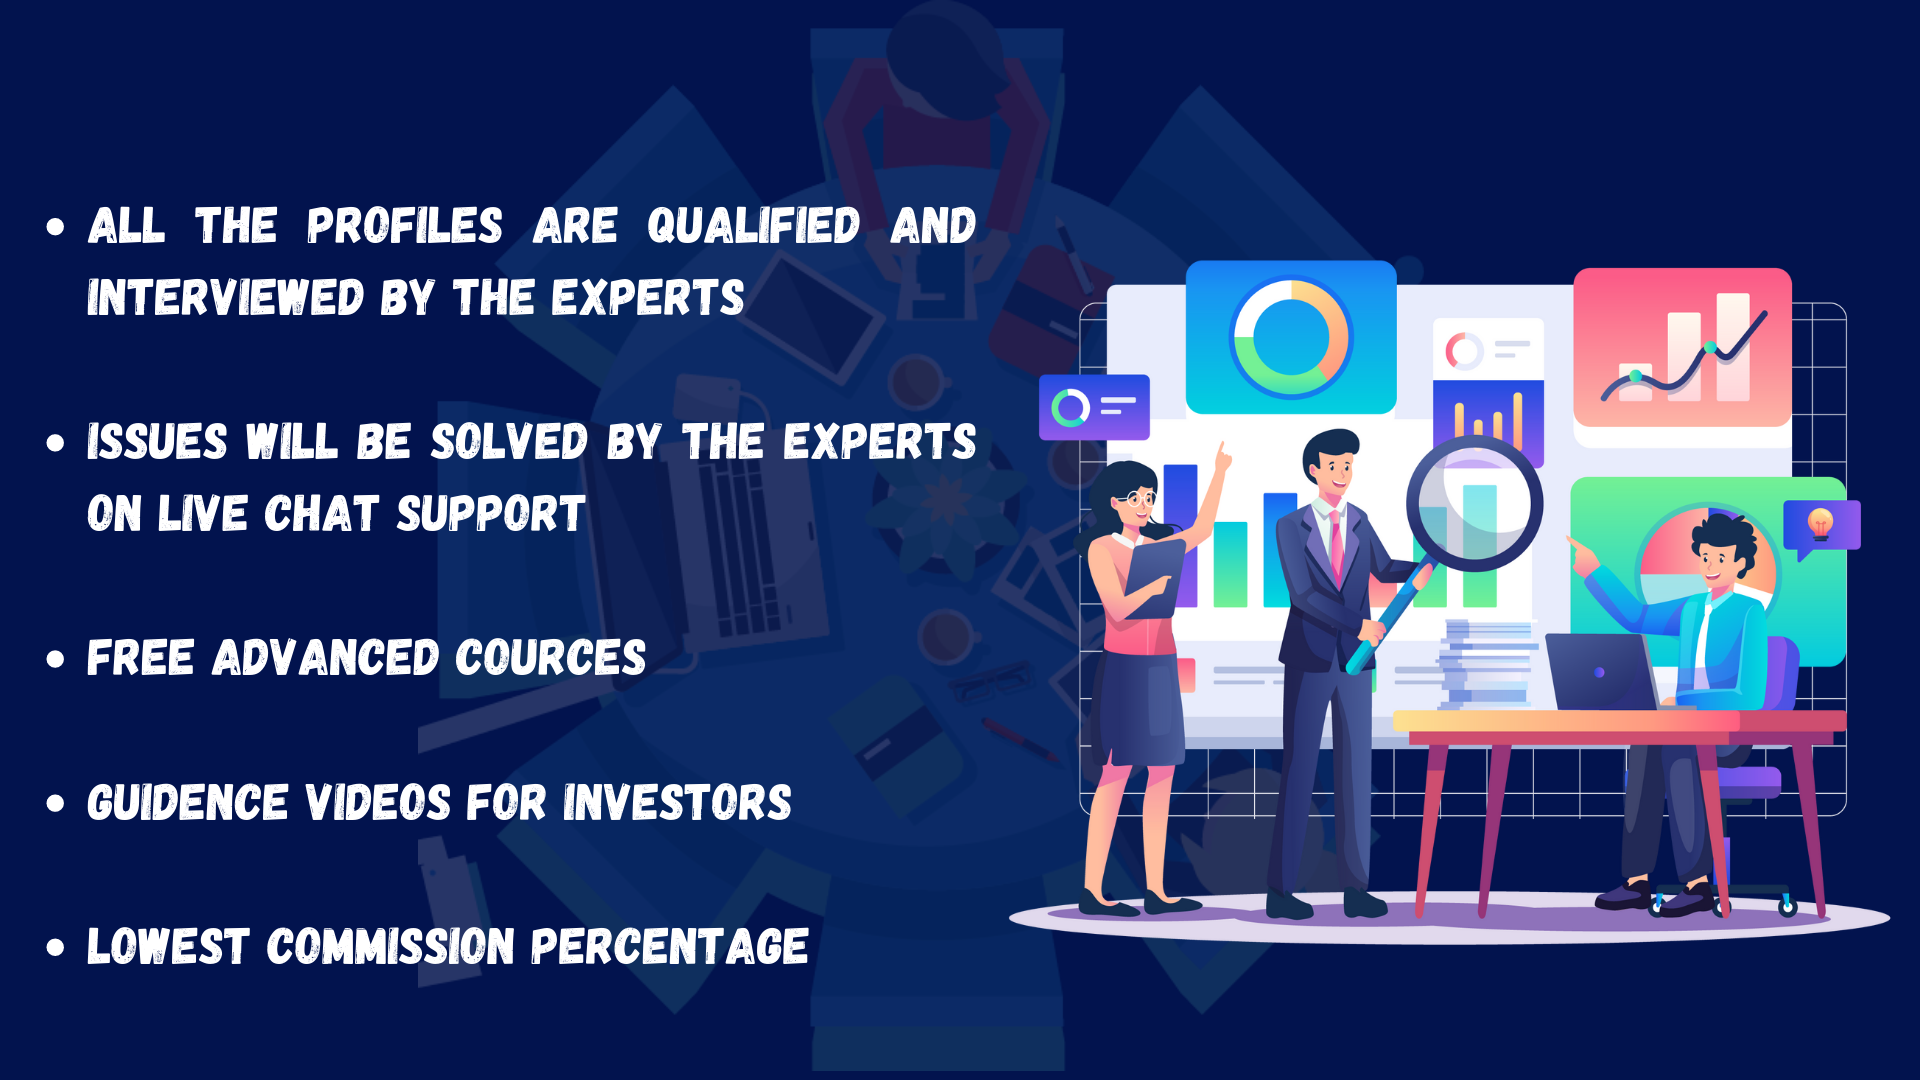 • ALL THE PROFILES ARE QUALIFIED AND
INTERVIEWED BY THE EXPERTS
• ISSUES WILL BE SOLVED BY THE EXPERTS
ON LIVE CHAT SUPPORT
• FREE ADVANCED COURCES
• GUIDENCE VIDEOS FOR INVESTORS
• LOWEST COMMISSION PERCENTAGE